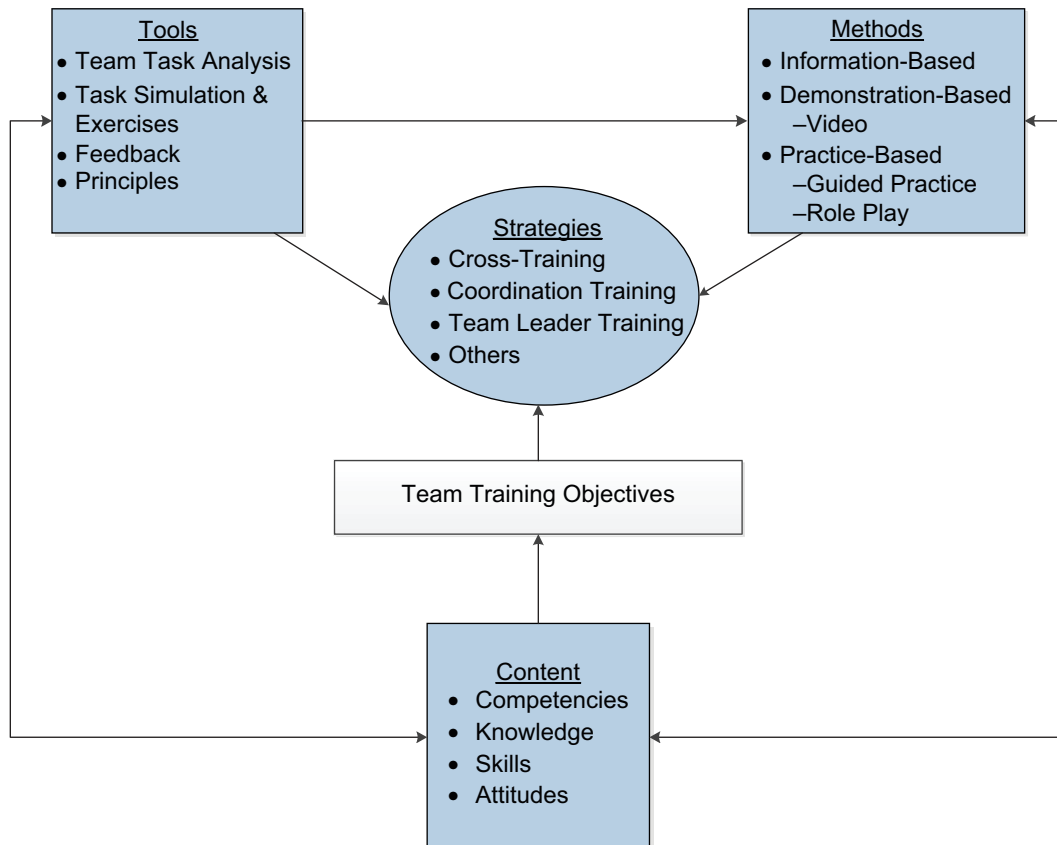 Tools
• Team Task Analysis
• Task Simulation &
Exercises
• Feedback
• Principles
Methods
• Information-Based
• Demonstration-Based
–Video
• Practice-Based
–Guided Practice
–Role Play
Strategies
• Cross-Training
• Coordination Training
• Team Leader Training
• Others
Team Training Objectives
Content
• Competencies
• Knowledge
• Skills
• Attitudes